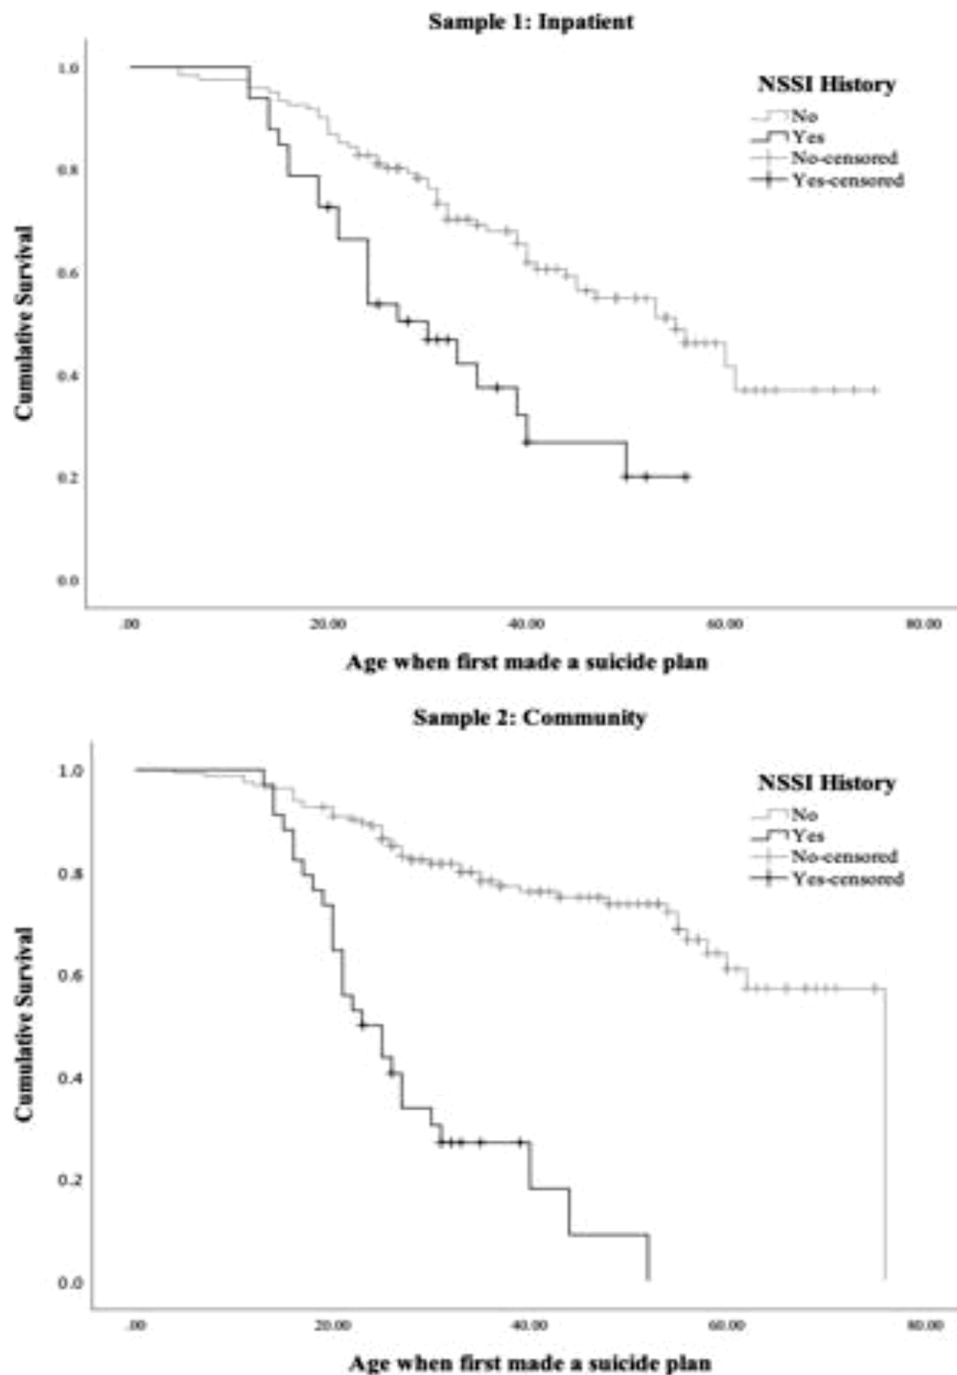 Sample 1: Inpatient
1.0
0.8
0.6
0.4
0.2
0.0
Cumulative Survival
NSSI History
No
Yes
No-censored
Yes-censored
.00 20.00 40.00 60.00 80.00
Age when first made a suicide plan
Sample 2: Community
1.0
0.8
0.6
0.4
0.2
0.0
Cumulative Survival
NSSI History
No
Yes
No-censored
Yes-censored
.00 20.00 40.00 60.00 80.00
Age when first made a suicide plan